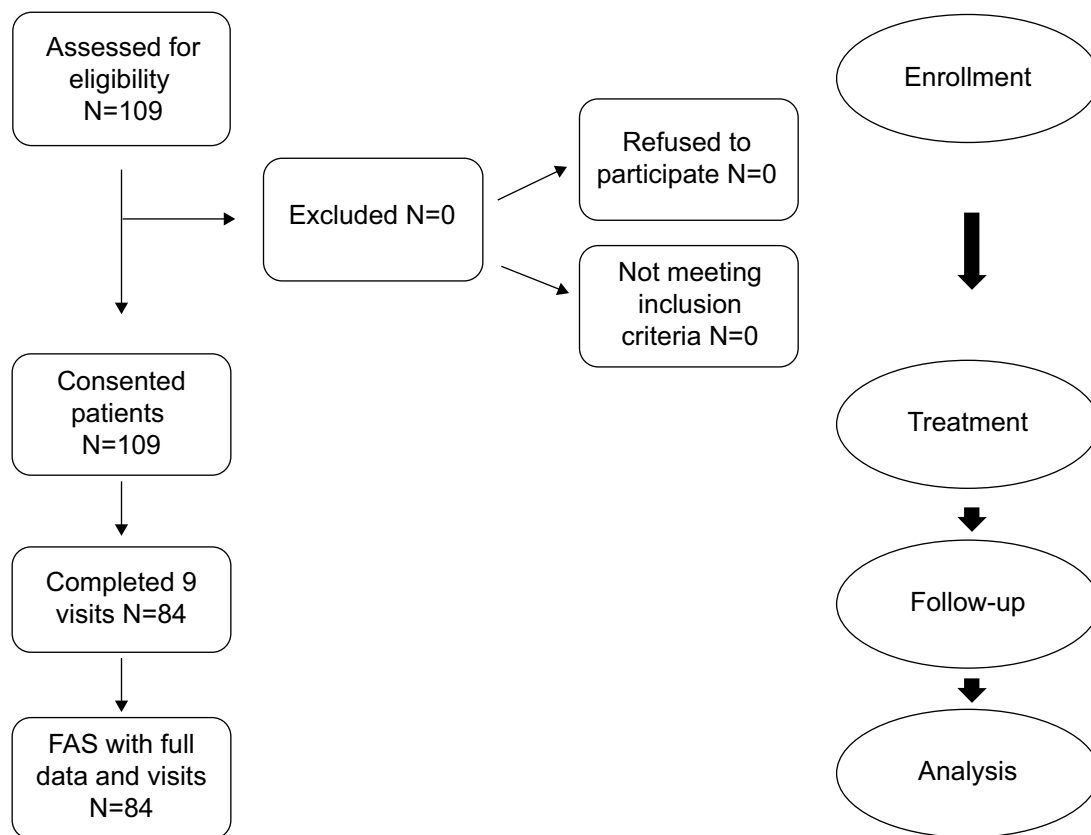 Assessed for
eligibility
N=109
Enrollment
Excluded N=0
Refused to
participate N=0
Not meeting
inclusion
criteria N=0
Consented
patients
N=109
Treatment
Completed 9
visits N=84
Follow-up
FAS with full
data and visits
N=84
Analysis